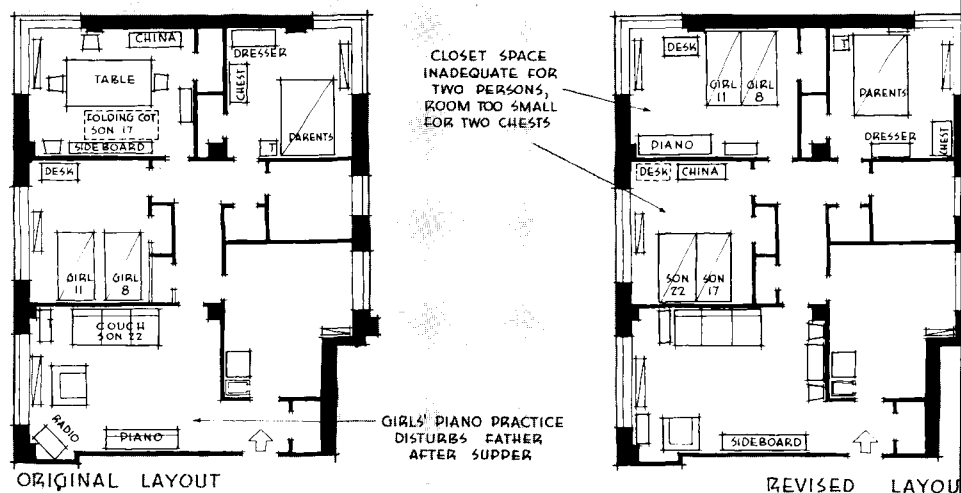 CHINA
TABLE
FOLDING COT
SON 17
SIDEBOARD
DRESSER
CHEST
PARENTS
T
DESK
GIRL
11
GIRL
8
COUCH
SON 22
RADIO
PIANO
ORIGINAL LAYOUT
CLOSET SPACE
INADEQUATE FOR
TWO PERSONS,
ROOM TOO SMALL
FOR TWO CHESTS
GIRLS' PIANO PRACTICE
DISTURBS FATHER
AFTER SUPPER
DESK
GIRL
11
GIRL
8
PIANO
T
PARENTS
DRESSER
CHEST
DESK
CHINA
SON
22
SON
17
SIDEBOARD
REVISED LAYOU